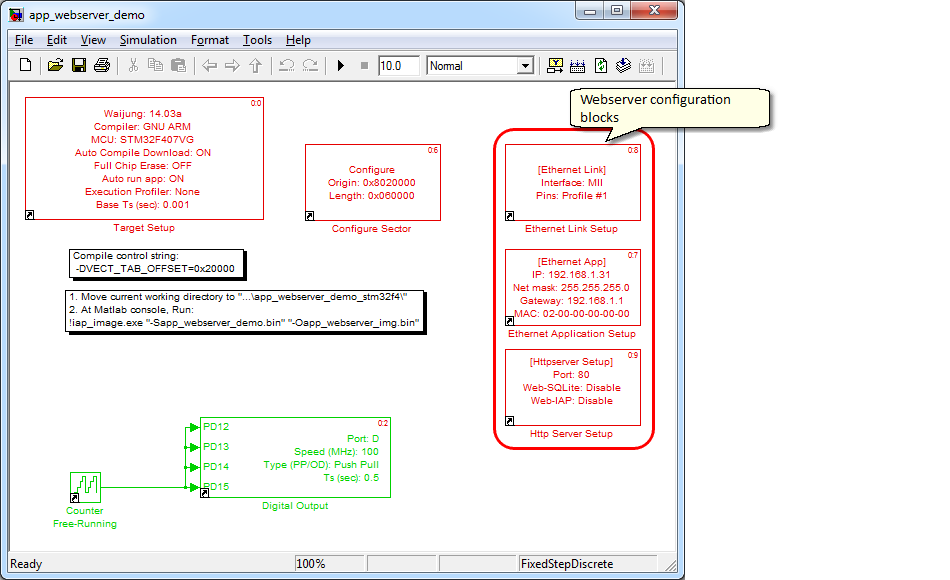 app_webserver_demo
File Edit View Simulation Format Tools Help
10.0 Normal
Webserver configuration
blocks
0:0
Waijung: 14.03a
Compiler: GNU ARM
MCU: STM32F407VG
Auto Compile Download: ON
Full Chip Erase: OFF
Auto run app: ON
Execution Profiler: None
Base Ts (sec): 0.001
Target Setup
0:6
Configure
Origin: 0x8020000
Length: 0x060000
Configure Sector
0:8
[Ethernet Link]
Interface: MII
Pins: Profile #1
Ethernet Link Setup
Compile control string:
-DVECT_TAB_OFFSET=0x20000
0:7
[Ethernet App]
IP: 192.168.1.31
Net mask: 255.255.255.0
Gateway: 192.168.1.1
MAC: 02-00-00-00-00-00
Ethernet Application Setup
1. Move current working directory to "...\app_webserver_demo_stm32f4\"
2. At Matlab console, Run:
!iap_image.exe "-Sapp_webserver_demo.bin" "-Oapp_webserver_img.bin"
0:9
[Httpserver Setup]
Port: 80
Web-SQLite: Disable
Web-IAP: Disable
Http Server Setup
0:2
PD12
PD13
PD14
PD15
Port: D
Speed (MHz): 100
Type (PP/OD): Push Pull
Ts (sec): 0.5
Digital Output
Counter
Free-Running
Ready 100% FixedStepDiscrete